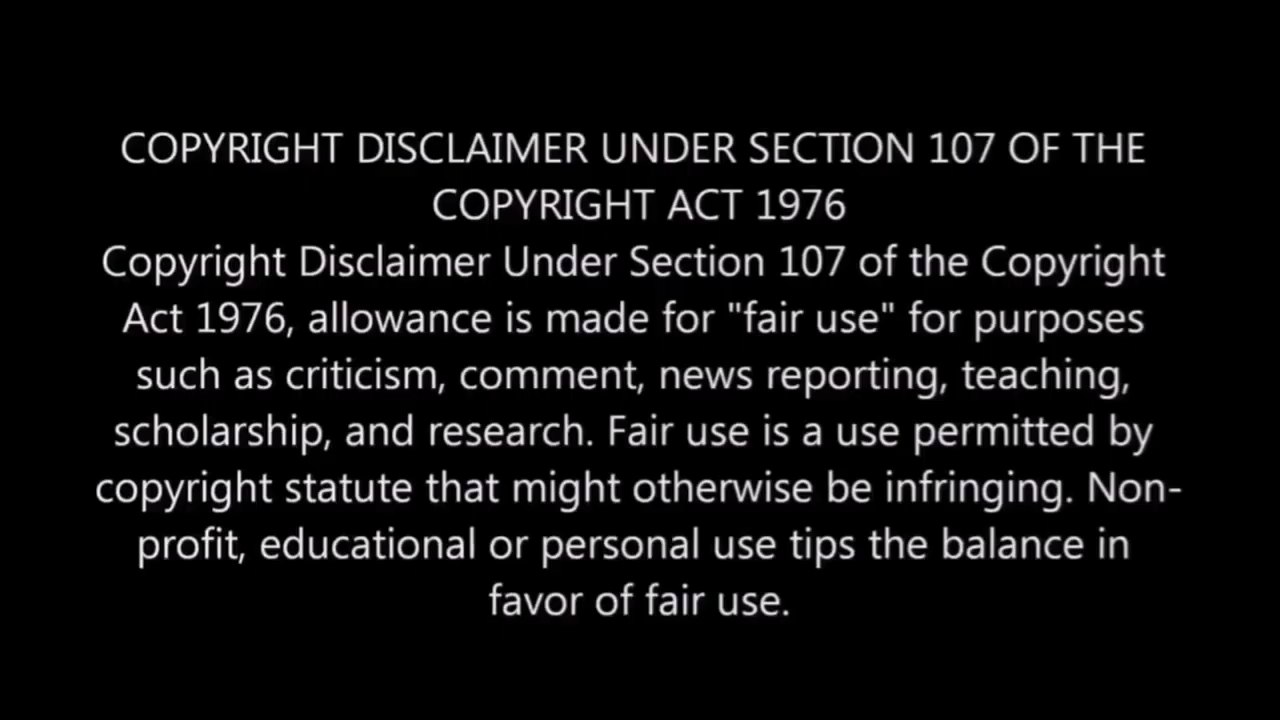 COPYRIGHT DISCLAIMER UNDER SECTION 107 OF THE
COPYRIGHT ACT 1976
Copyright Disclaimer Under Section 107 of the Copyright
Act 1976, allowance is made for "fair use" for purposes
such as criticism, comment, news reporting, teaching,
scholarship, and research. Fair use is a use permitted by
copyright statute that might otherwise be infringing. Non-
profit, educational or personal use tips the balance in
favor of fair use.